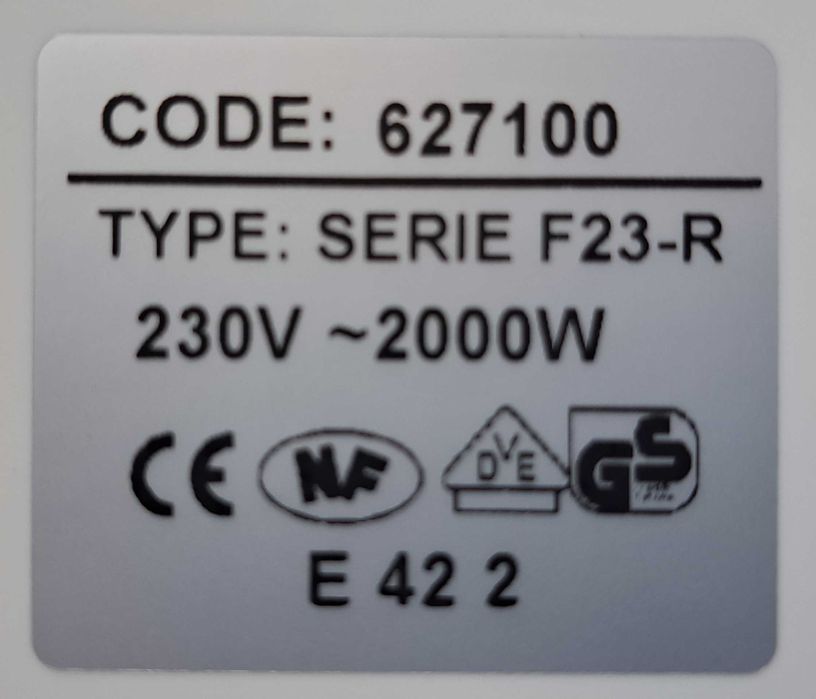 CODE: 627100
TYPE: SERIE F23-R
230V ~2000W
CE NF DVE GS
E 42 2